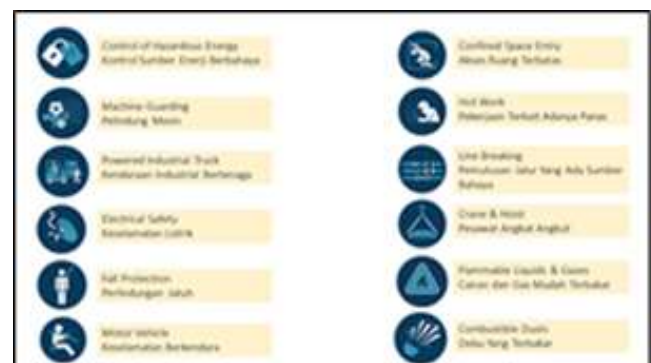 Control of Hazardous Energy
Kontrol Sumber Enerji Berbahaya
Machine Guarding
Pelindung Mesin
Powered Industrial Truck
Kendaraan Industrial Bertenaga
Electrical Safety
Keselamatan Listrik
Fall Protection
Perlindungan Jatuh
Motor Vehicle
Keselamatan Berkendara
Confined Space Entry
Akses Ruang Terbatas
Hot Work
Pekerjaan Terkait Adanya Panas
Line Breaking
Pemutusan Jalur Yang Ada Sumber
Bahaya
Crane & Hoist
Pesawat Angkat Angkut
Flammable Liquids & Gases
Cairan dan Gas Mudah Terbakar
Combustible Dusts
Debu Yang Terbakar